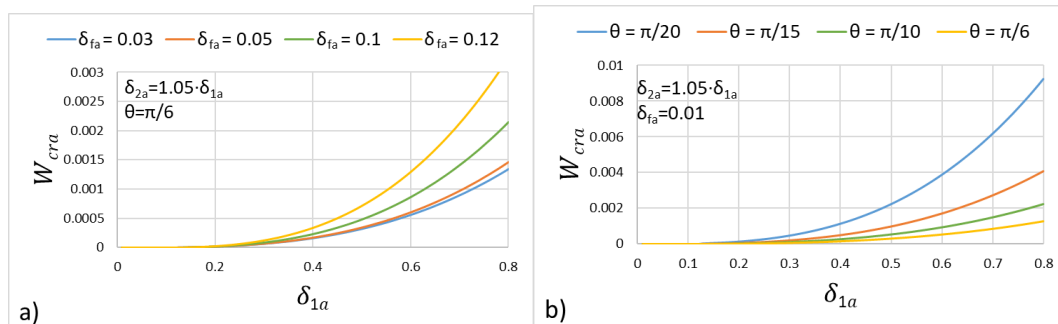 δfa = 0.03 δfa = 0.05 δfa = 0.1 δfa = 0.12
0.003
0.0025
0.002
0.0015
0.001
0.0005
0
δ2a=1.05·δ1a
θ=π/6
Wcra
0 0.2 0.4 0.6 0.8
δ1a
a)
b)
θ = π/20 θ = π/15 θ = π/10 θ = π/6
0.01
0.008
0.006
0.004
0.002
0
δ2a=1.05·δ1a
δfa=0.01
Wcra
0 0.1 0.2 0.3 0.4 0.5 0.6 0.7 0.8
δ1a